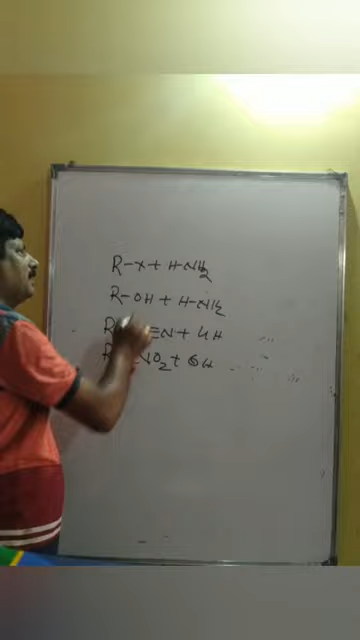 R-X + H-NH2
R-OH + H-NH2
R ≡N + 4H
R NO2 + 6H